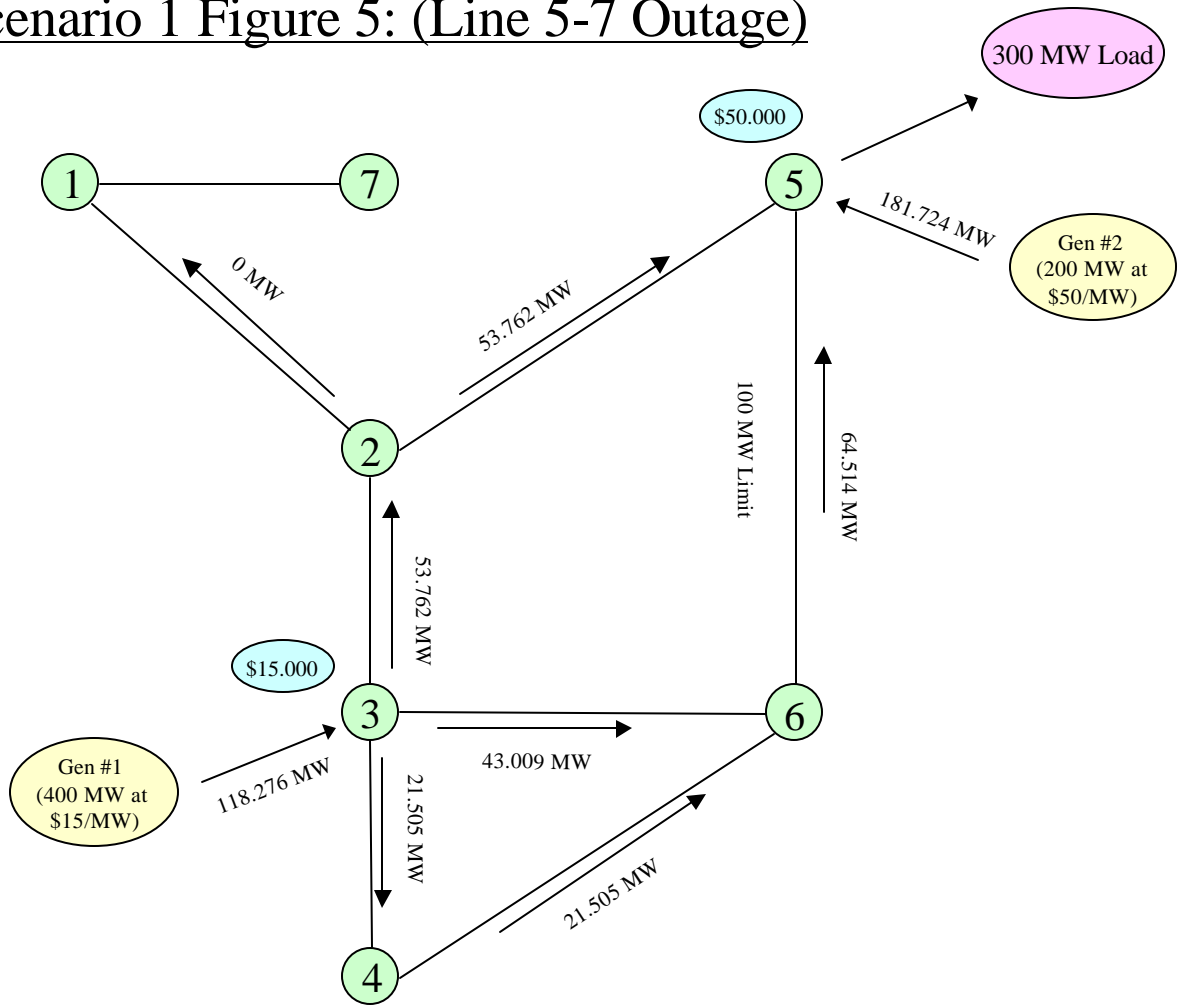 cenario 1 Figure 5: (Line 5-7 Outage)
300 MW Load
$50.000
1
7
5
181.724 MW
Gen #2
(200 MW at
$50/MW)
0 MW
53.762 MW
100 MW Limit
64.514 MW
2
53.762 MW
$15.000
3
6
43.009 MW
Gen #1
(400 MW at
$15/MW)
118.276 MW
21.505 MW
21.505 MW
4